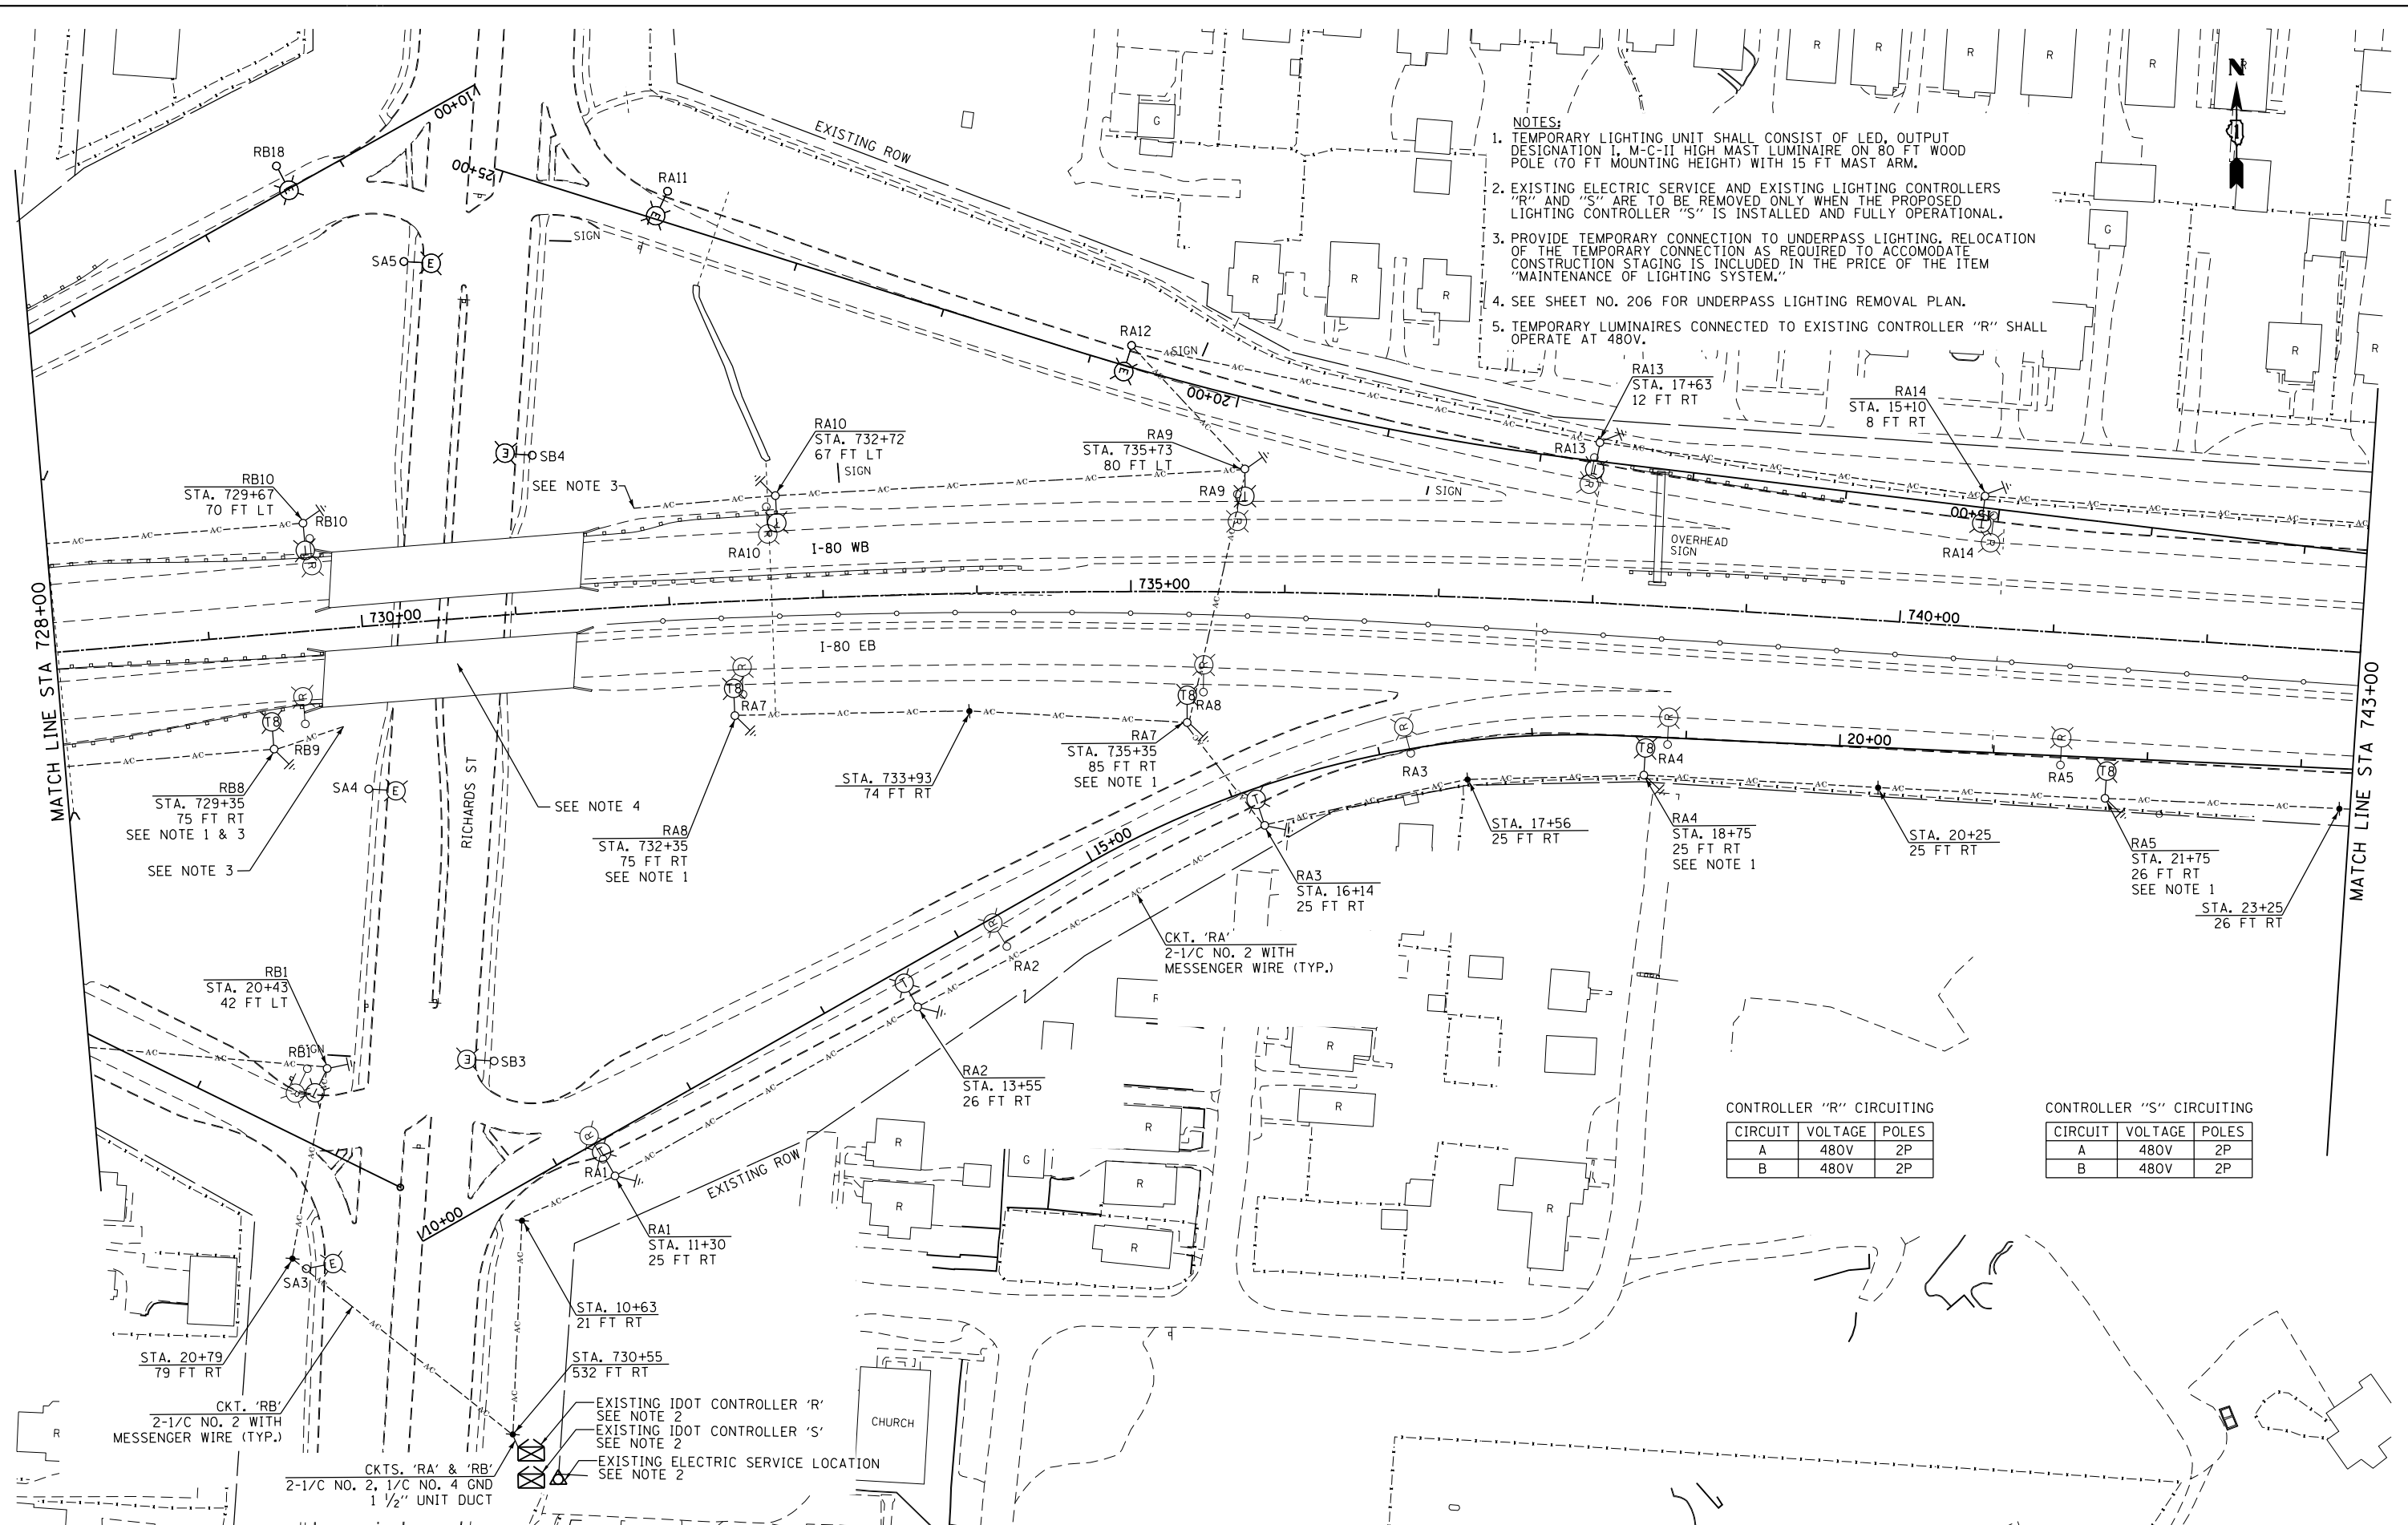 NOTES:
1. TEMPORARY LIGHTING UNIT SHALL CONSIST OF LED, OUTPUT
DESIGNATION I, M-C-II HIGH MAST LUMINAIRE ON 80 FT WOOD
POLE (70 FT MOUNTING HEIGHT) WITH 15 FT MAST ARM.
2. EXISTING ELECTRIC SERVICE AND EXISTING LIGHTING CONTROLLERS
"R" AND "S" ARE TO BE REMOVED ONLY WHEN THE PROPOSED
LIGHTING CONTROLLER "S" IS INSTALLED AND FULLY OPERATIONAL.
3. PROVIDE TEMPORARY CONNECTION TO UNDERPASS LIGHTING. RELOCATION
OF THE TEMPORARY CONNECTION AS REQUIRED TO ACCOMODATE
CONSTRUCTION STAGING IS INCLUDED IN THE PRICE OF THE ITEM
"MAINTENANCE OF LIGHTING SYSTEM."
4. SEE SHEET NO. 206 FOR UNDERPASS LIGHTING REMOVAL PLAN.
5. TEMPORARY LUMINAIRES CONNECTED TO EXISTING CONTROLLER "R" SHALL
OPERATE AT 480V.
N
10+00
RB18
25+00
RA11
EXISTING ROW
SIGN
SA5
RA12
SIGN
20+00
RA13
STA. 17+63
12 FT RT
RA14
STA. 15+10
8 FT RT
RA10
STA. 732+72
67 FT LT
SIGN
RA9
STA. 735+73
80 FT LT
RA13
SB4
SEE NOTE 3
RB10
STA. 729+67
70 FT LT
RB10
RA9
SIGN
RA10
I-80 WB
OVERHEAD
SIGN
15+00
RA14
MATCH LINE STA 728+00
730+00
735+00
740+00
I-80 EB
RA7
RA8
RB9
RB8
STA. 729+35
75 FT RT
SEE NOTE 1 & 3
SEE NOTE 3
SA4
RICHARDS ST
SEE NOTE 4
RA8
STA. 732+35
75 FT RT
SEE NOTE 1
STA. 733+93
74 FT RT
RA7
STA. 735+35
85 FT RT
SEE NOTE 1
RA3
RA4
20+00
RA5
15+00
RA3
STA. 16+14
25 FT RT
STA. 17+56
25 FT RT
RA4
STA. 18+75
25 FT RT
SEE NOTE 1
STA. 20+25
25 FT RT
RA5
STA. 21+75
26 FT RT
SEE NOTE 1
STA. 23+25
26 FT RT
MATCH LINE STA 743+00
RA2
CKT. 'RA'
2-1/C NO. 2 WITH
MESSENGER WIRE (TYP.)
RB1
STA. 20+43
42 FT LT
RB1
SIGN
SB3
RA2
STA. 13+55
26 FT RT
RA1
EXISTING ROW
10+00
RA1
STA. 11+30
25 FT RT
SA3
STA. 10+63
21 FT RT
STA. 20+79
79 FT RT
STA. 730+55
532 FT RT
CKT. 'RB'
2-1/C NO. 2 WITH
MESSENGER WIRE (TYP.)
EXISTING IDOT CONTROLLER 'R'
SEE NOTE 2
EXISTING IDOT CONTROLLER 'S'
SEE NOTE 2
EXISTING ELECTRIC SERVICE LOCATION
SEE NOTE 2
CKTS. 'RA' & 'RB'
2-1/C NO. 2, 1/C NO. 4 GND
1 1/2" UNIT DUCT
CHURCH
CONTROLLER "R" CIRCUITING
CIRCUIT VOLTAGE POLES
A 480V 2P
B 480V 2P
CONTROLLER "S" CIRCUITING
CIRCUIT VOLTAGE POLES
A 480V 2P
B 480V 2P